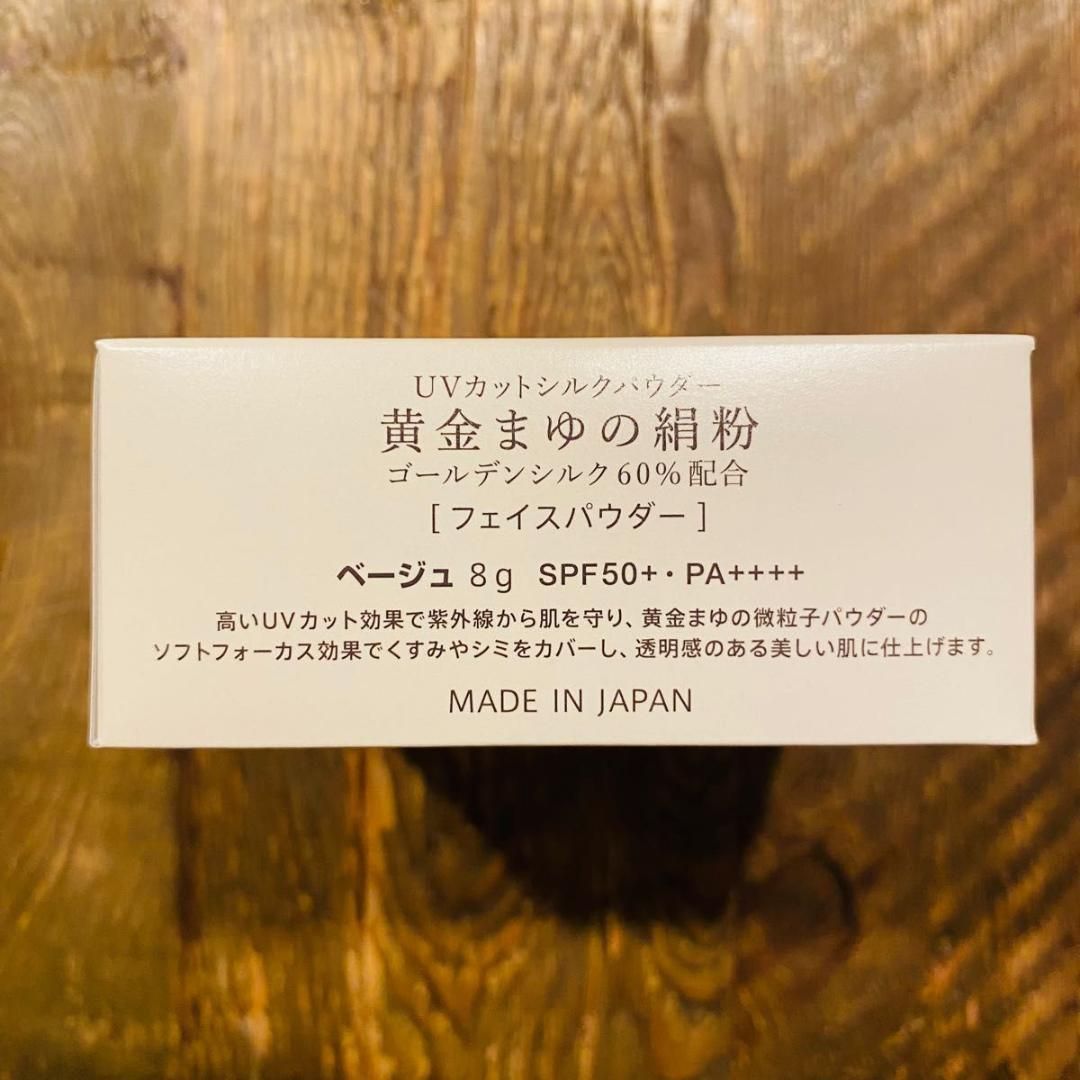 UVカットシルクパウダー
黄金まゆの絹粉
ゴールデンシルク60%配合
[フェイスパウダー]
ベージュ 8g SPF50+・PA++++
高いUVカット効果で紫外線から肌を守り、黄金まゆの微粒子パウダーの
ソフトフォーカス効果でくすみやシミをカバーし、透明感のある美しい肌に仕上げます。
MADE IN JAPAN